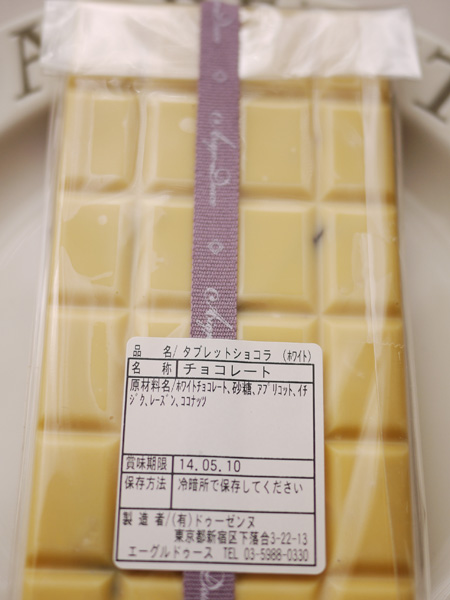 品 名/タブレットショコラ (ホワイト)
名 称 チョコレート
原材料名/ホワイトチョコレート、砂糖、アプリコット、イチ
ジク、レーズン、ココナッツ
賞味期限 14.05.10
保存方法 冷暗所で保存してください
製 造 者/(有)ドゥーゼンヌ
東京都新宿区下落合3-22-13
エーグルドゥース TEL 03-5988-0330